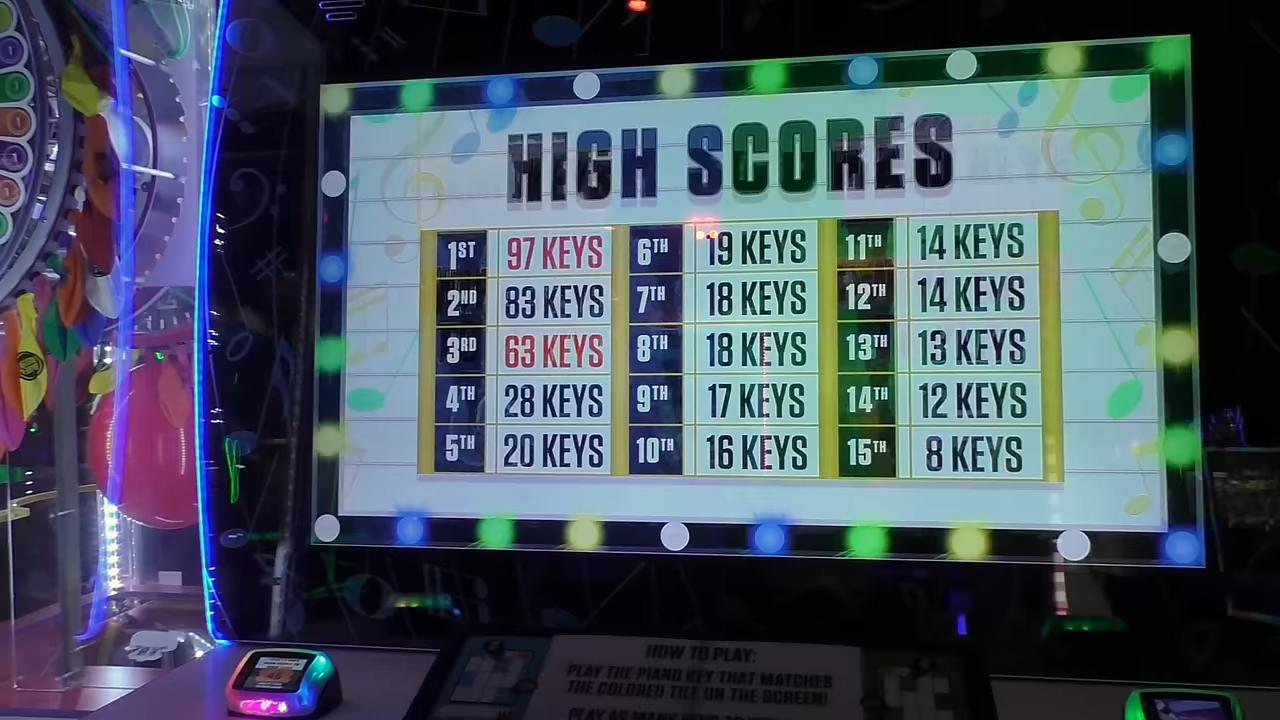 HIGH SCORES
1ST 97 KEYS 6TH 19 KEYS 11TH 14 KEYS
2ND 83 KEYS 7TH 18 KEYS 12TH 14 KEYS
3RD 63 KEYS 8TH 18 KEYS 13TH 13 KEYS
4TH 28 KEYS 9TH 17 KEYS 14TH 12 KEYS
5TH 20 KEYS 10TH 16 KEYS 15TH 8 KEYS
HOW TO PLAY:
PLAY THE PIANO KEY THAT MATCHES
THE COLORED TILE ON THE SCREEN!
PLAY AS MANY